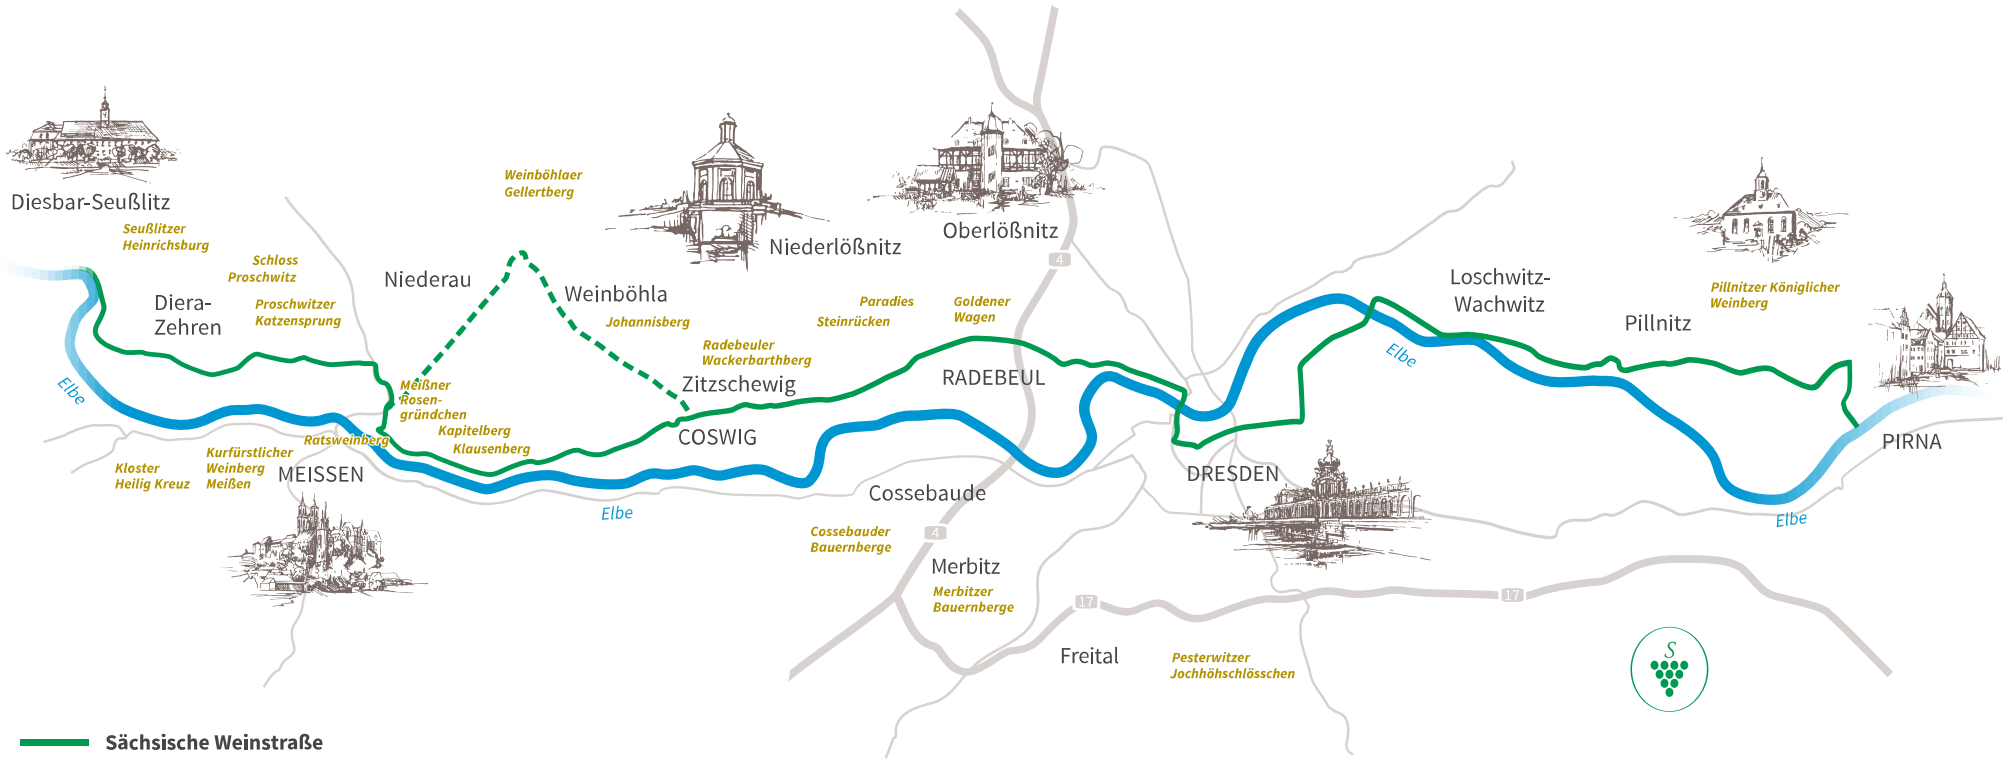 Diesbar-Seußlitz
Seußlitzer
Heinrichsburg
Schloss
Proschwitz
Diera-
Zehren
Proschwitzer
Katzensprung
Niederau
Weinböhlaer
Gellertberg
Weinböhla
Johannisberg
Niederlößnitz
Oberlößnitz
4
Paradies
Steinrücken
Goldener
Wagen
Radebeuler
Wackerbarthberg
Zitzschewig
RADEBEUL
COSWIG
Meißner
Rosen-
gründchen
Kapitelberg
Klausenberg
Ratsweinberg
Elbe
Kloster
Heilig Kreuz
Kurfürstlicher
Weinberg
Meißen
MEISSEN
Elbe
Cossebaude
Cossebauder
Bauernberge
4
Merbitz
Merbitzer
Bauernberge
17
Freital
Pesterwitzer
Jochhöhschlösschen
DRESDEN
Elbe
Loschwitz-
Wachwitz
Pillnitz
Pillnitzer Königlicher
Weinberg
PIRNA
Elbe
17
S
Sächsische Weinstraße